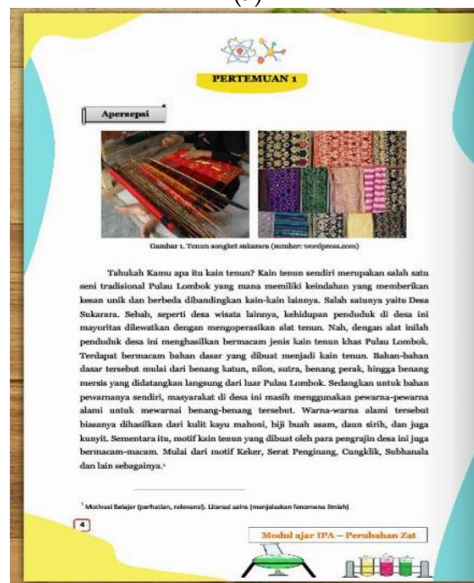 PERTEMUAN 1
Apersepsi
Gambar 1. Tenun songket sukarara (sumber: wordpress.com)
Tahukah Kamu apa itu kain tenun? Kain tenun sendiri merupakan salah satu
seni tradisional Pulau Lombok yang mana memiliki keindahan yang memberikan
kesan unik dan berbeda dibandingkan kain-kain lainnya. Salah satunya yaitu Desa
Sukarara. Sebab, seperti desa wisata lainnya, kehidupan penduduk di desa ini
mayoritas dilewatkan dengan mengoperasikan alat tenun. Nah, dengan alat inilah
penduduk desa ini menghasilkan bermacam jenis kain tenun khas Pulau Lombok.
Terdapat bermacam bahan dasar yang dibuat menjadi kain tenun. Bahan-bahan
dasar tersebut mulai dari benang katun, nilon, sutra, benang perak, hingga benang
mersis yang didatangkan langsung dari luar Pulau Lombok. Sedangkan untuk bahan
pewarnanya sendiri, masyarakat di desa ini masih menggunakan pewarna-pewarna
alami untuk mewarnai benang-benang tersebut. Warna-warna alami tersebut
biasanya dihasilkan dari kulit kayu mahoni, biji buah asam, daun sirih, dan juga
kunyit. Sementara itu, motif kain tenun yang dibuat oleh para pengrajin desa ini juga
bermacam-macam. Mulai dari motif Keker, Serat Penginang, Cungklik, Subhanala
dan lain sebagainya.¹
¹ Motivasi Belajar (perhatian, relevansi). Literasi sains (menjelaskan fenomena ilmiah)
4
Modul ajar IPA – Perubahan Zat